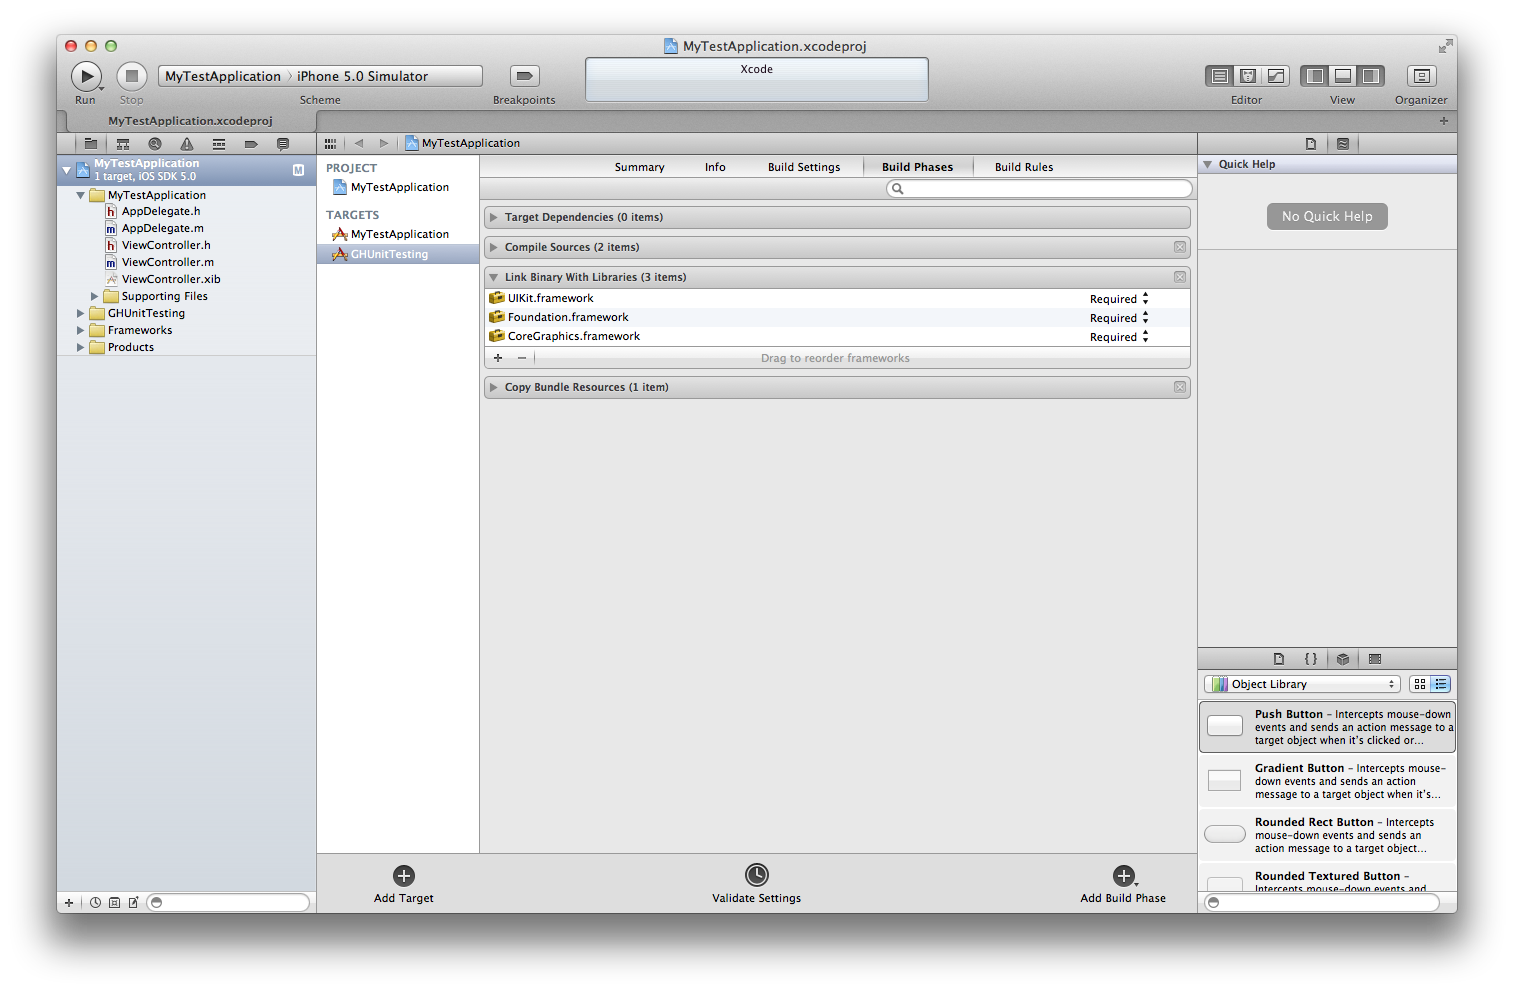 MyTestApplication.xcodeproj
MyTestApplication › iPhone 5.0 Simulator
Xcode
Run
Stop
Scheme
Breakpoints
Editor
View
Organizer
MyTestApplication.xcodeproj
MyTestApplication
MyTestApplication
1 target, iOS SDK 5.0
M
MyTestApplication
h AppDelegate.h
m AppDelegate.m
h ViewController.h
m ViewController.m
ViewController.xib
Supporting Files
GHUnitTesting
Frameworks
Products
PROJECT
MyTestApplication
TARGETS
MyTestApplication
GHUnitTesting
Summary
Info
Build Settings
Build Phases
Build Rules
Target Dependencies (0 items)
Compile Sources (2 items)
Link Binary With Libraries (3 items)
UIKit.framework Required
Foundation.framework Required
CoreGraphics.framework Required
Drag to reorder frameworks
Copy Bundle Resources (1 item)
Add Target
Validate Settings
Add Build Phase
Quick Help
No Quick Help
{ }
Object Library
Push Button – Intercepts mouse-down
events and sends an action message to a
target object when it's clicked or...
Gradient Button – Intercepts mouse-
down events and sends an action
message to a target object when it's...
Rounded Rect Button – Intercepts
mouse-down events and sends an
action message to a target object...
Rounded Textured Button –
Intercepts mouse-down events and